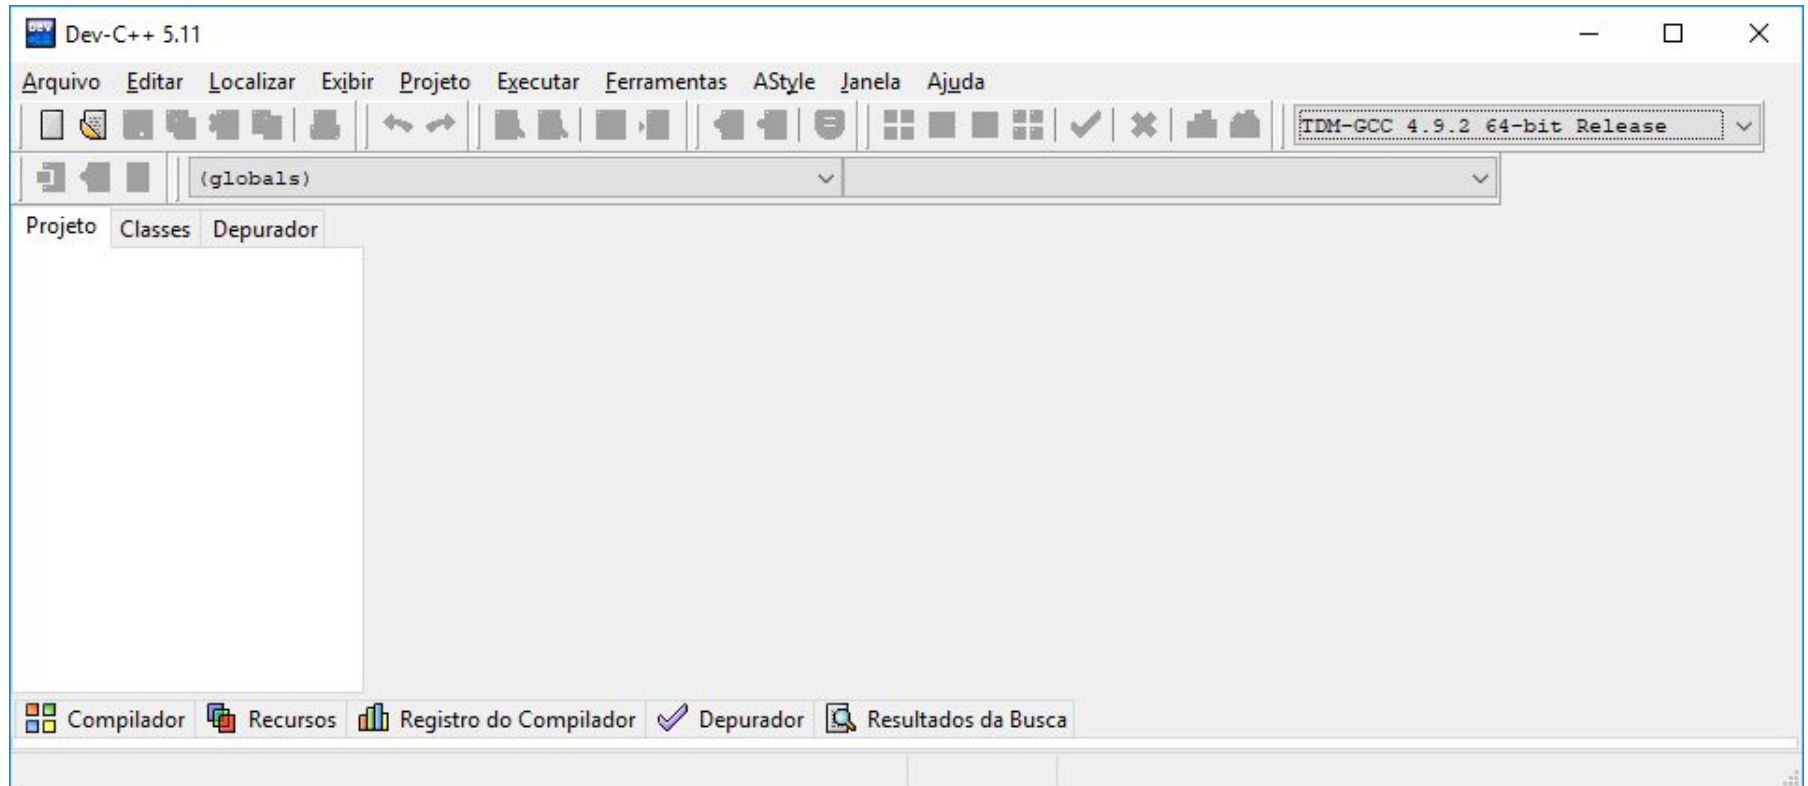 Dev-C++ 5.11
Arquivo Editar Localizar Exibir Projeto Executar Ferramentas AStyle Janela Ajuda
TDM-GCC 4.9.2 64-bit Release
(globals)
Projeto Classes Depurador
Compilador Recursos Registro do Compilador Depurador Resultados da Busca